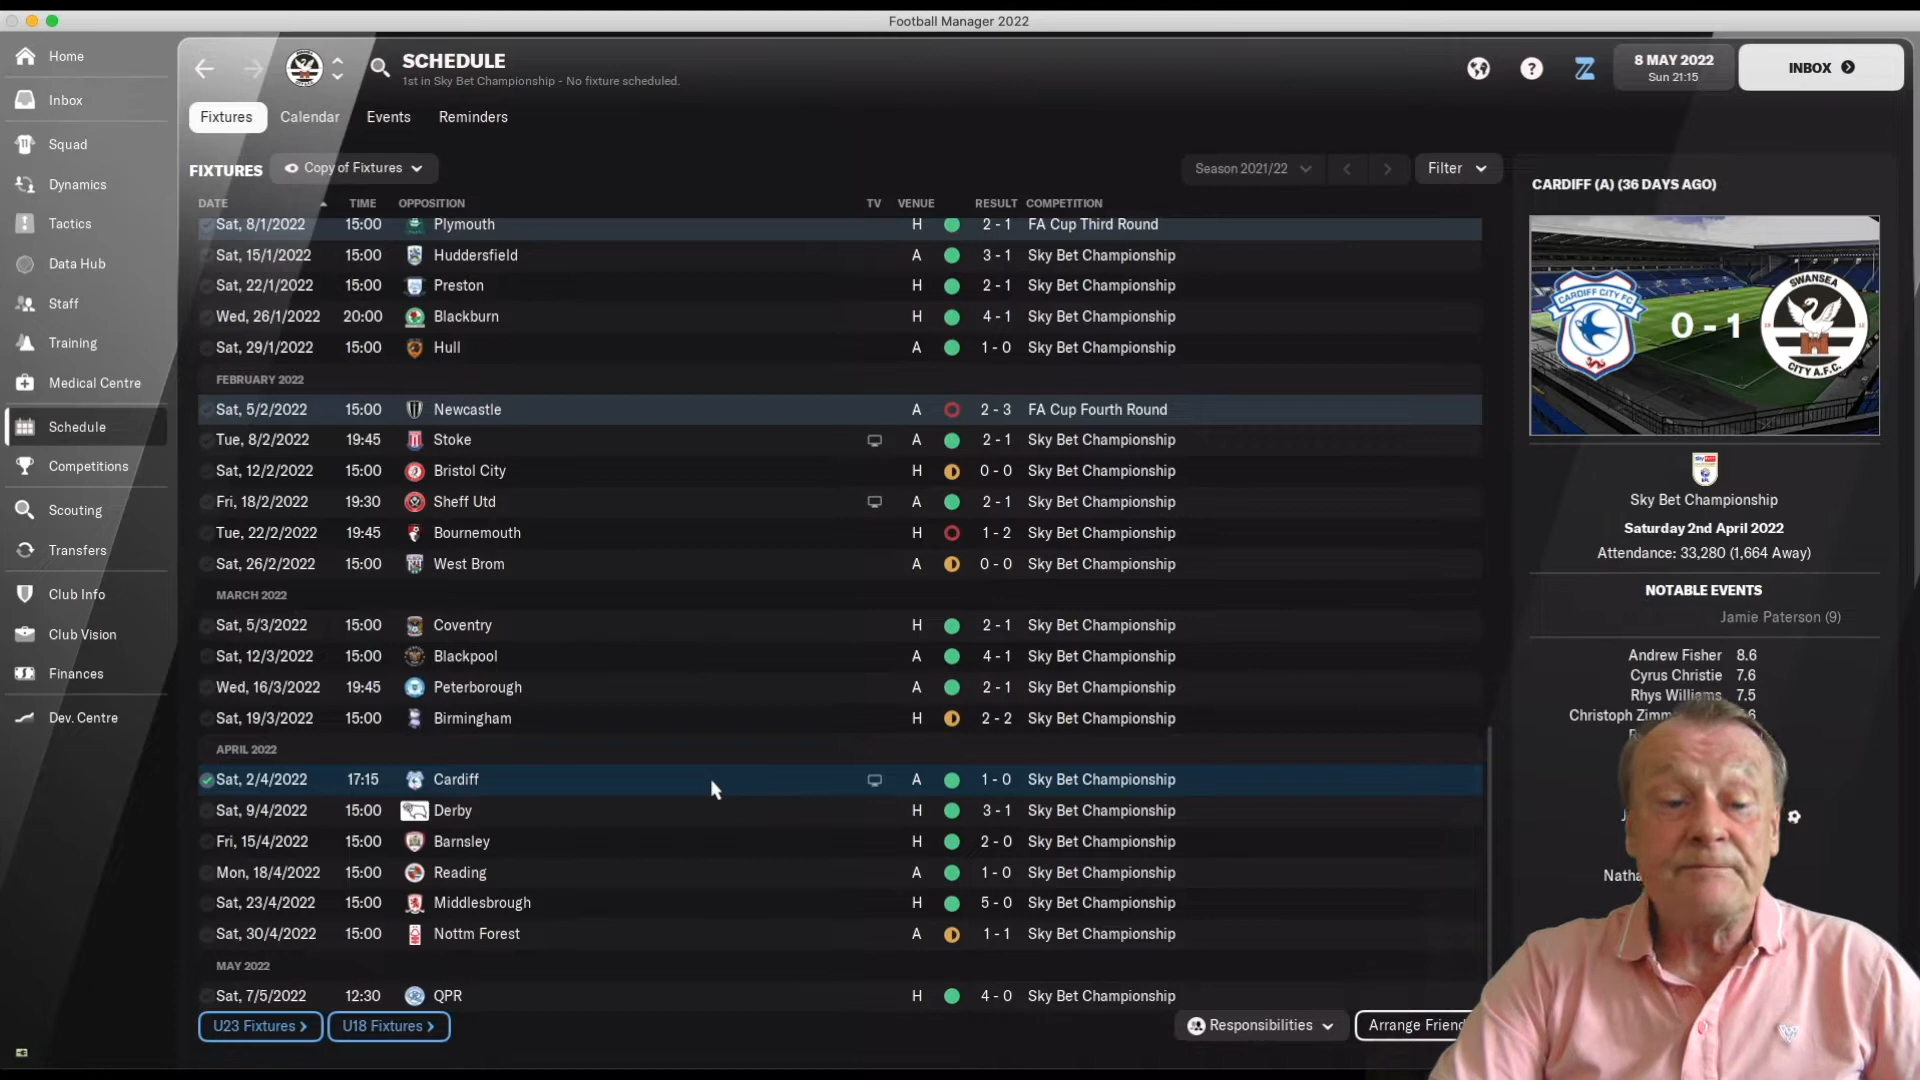 Football Manager 2022
Home
Inbox
Squad
Dynamics
Tactics
Data Hub
Staff
Training
Medical Centre
Schedule
Competitions
Scouting
Transfers
Club Info
Club Vision
Finances
Dev. Centre
SCHEDULE
1st in Sky Bet Championship - No fixture scheduled.
8 MAY 2022
Sun 21:15
INBOX
Fixtures Calendar Events Reminders
FIXTURES Copy of Fixtures Season 2021/22 Filter
DATE TIME OPPOSITION TV VENUE RESULT COMPETITION
Sat, 8/1/2022 15:00 Plymouth H 2 - 1 FA Cup Third Round
Sat, 15/1/2022 15:00 Huddersfield A 3 - 1 Sky Bet Championship
Sat, 22/1/2022 15:00 Preston H 2 - 1 Sky Bet Championship
Wed, 26/1/2022 20:00 Blackburn H 4 - 1 Sky Bet Championship
Sat, 29/1/2022 15:00 Hull A 1 - 0 Sky Bet Championship
FEBRUARY 2022
Sat, 5/2/2022 15:00 Newcastle A 2 - 3 FA Cup Fourth Round
Tue, 8/2/2022 19:45 Stoke A 2 - 1 Sky Bet Championship
Sat, 12/2/2022 15:00 Bristol City H 0 - 0 Sky Bet Championship
Fri, 18/2/2022 19:30 Sheff Utd A 2 - 1 Sky Bet Championship
Tue, 22/2/2022 19:45 Bournemouth H 1 - 2 Sky Bet Championship
Sat, 26/2/2022 15:00 West Brom A 0 - 0 Sky Bet Championship
MARCH 2022
Sat, 5/3/2022 15:00 Coventry H 2 - 1 Sky Bet Championship
Sat, 12/3/2022 15:00 Blackpool A 4 - 1 Sky Bet Championship
Wed, 16/3/2022 19:45 Peterborough A 2 - 1 Sky Bet Championship
Sat, 19/3/2022 15:00 Birmingham H 2 - 2 Sky Bet Championship
APRIL 2022
Sat, 2/4/2022 17:15 Cardiff A 1 - 0 Sky Bet Championship
Sat, 9/4/2022 15:00 Derby H 3 - 1 Sky Bet Championship
Fri, 15/4/2022 15:00 Barnsley H 2 - 0 Sky Bet Championship
Mon, 18/4/2022 15:00 Reading A 1 - 0 Sky Bet Championship
Sat, 23/4/2022 15:00 Middlesbrough H 5 - 0 Sky Bet Championship
Sat, 30/4/2022 15:00 Nottm Forest A 1 - 1 Sky Bet Championship
MAY 2022
Sat, 7/5/2022 12:30 QPR H 4 - 0 Sky Bet Championship
U23 Fixtures U18 Fixtures Responsibilities Arrange Friend
CARDIFF (A) (36 DAYS AGO)
CARDIFF CITY FC 0 - 1 SWANSEA CITY A.F.C.
Sky Bet Championship
Saturday 2nd April 2022
Attendance: 33,280 (1,664 Away)
NOTABLE EVENTS
Jamie Paterson (9)
Andrew Fisher 8.6
Cyrus Christie 7.6
Rhys Williams 7.5
Christoph Zimm
Natha